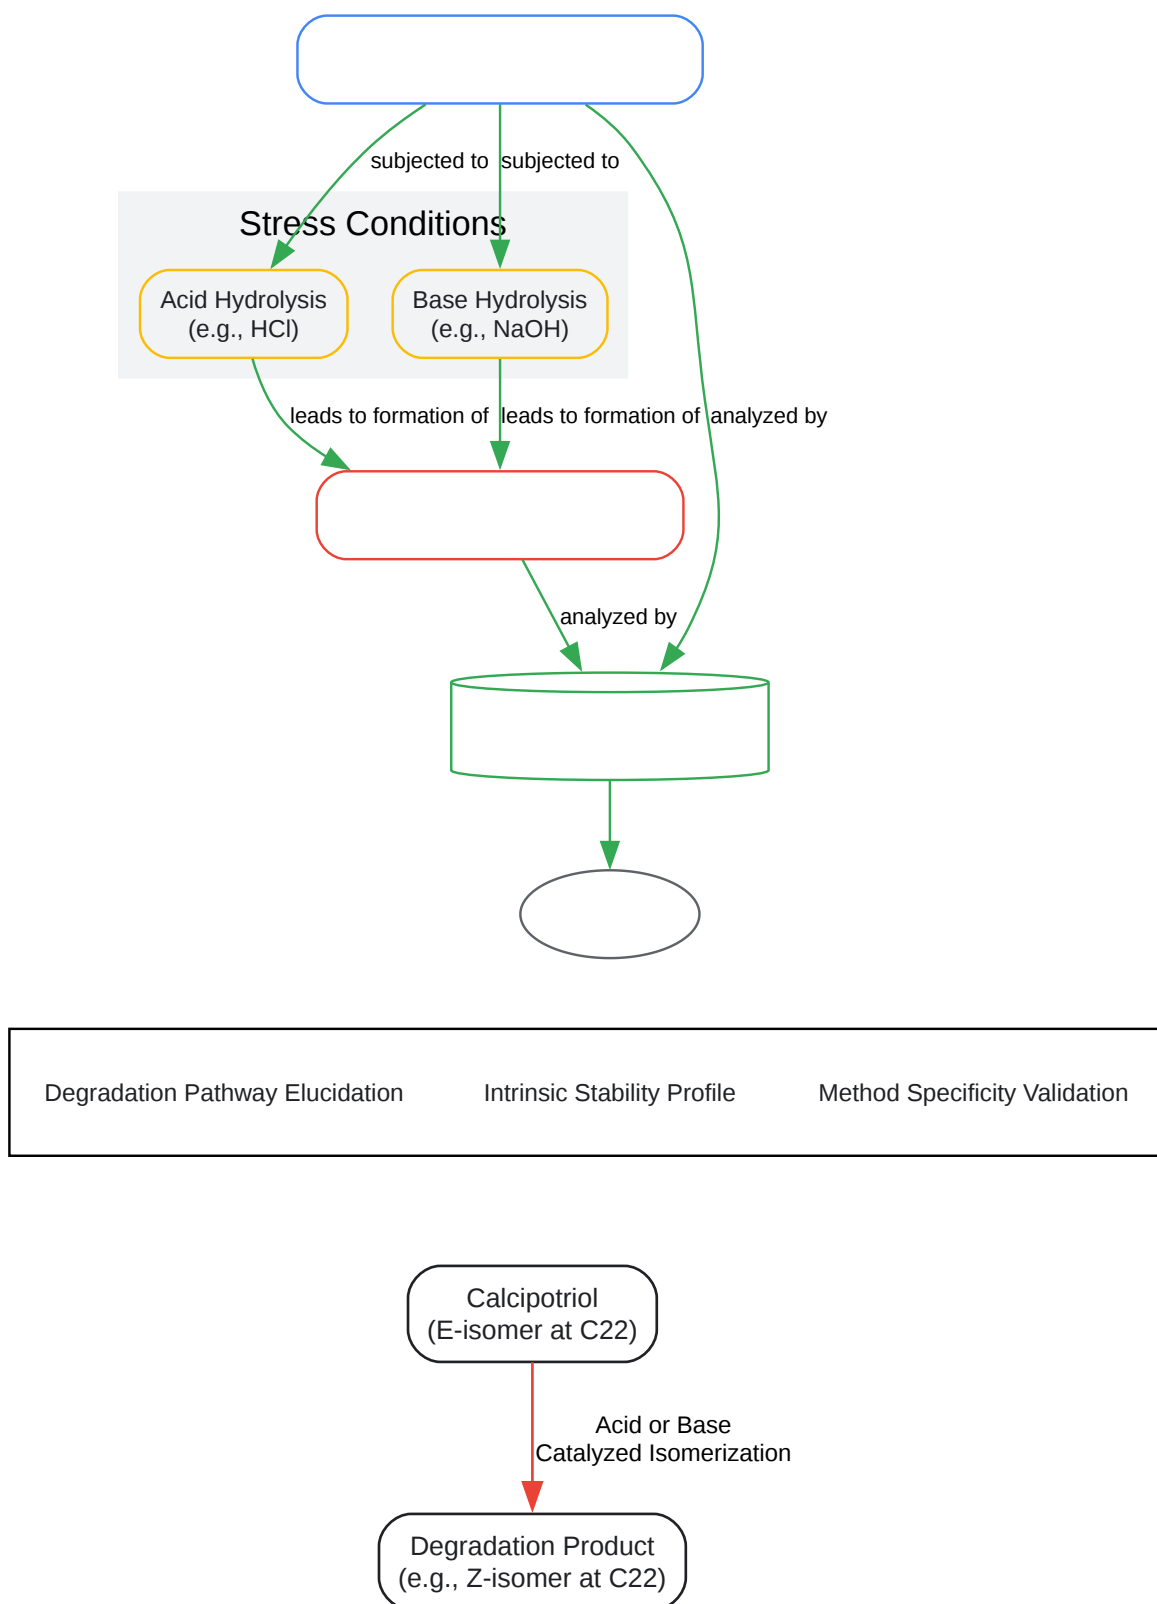 subjected to subjected to
Stress Conditions
Acid Hydrolysis
(e.g., HCl)
Base Hydrolysis
(e.g., NaOH)
leads to formation of leads to formation of analyzed by
analyzed by
Degradation Pathway Elucidation
Intrinsic Stability Profile
Method Specificity Validation
Calcipotriol
(E-isomer at C22)
Acid or Base
Catalyzed Isomerization
Degradation Product
(e.g., Z-isomer at C22)